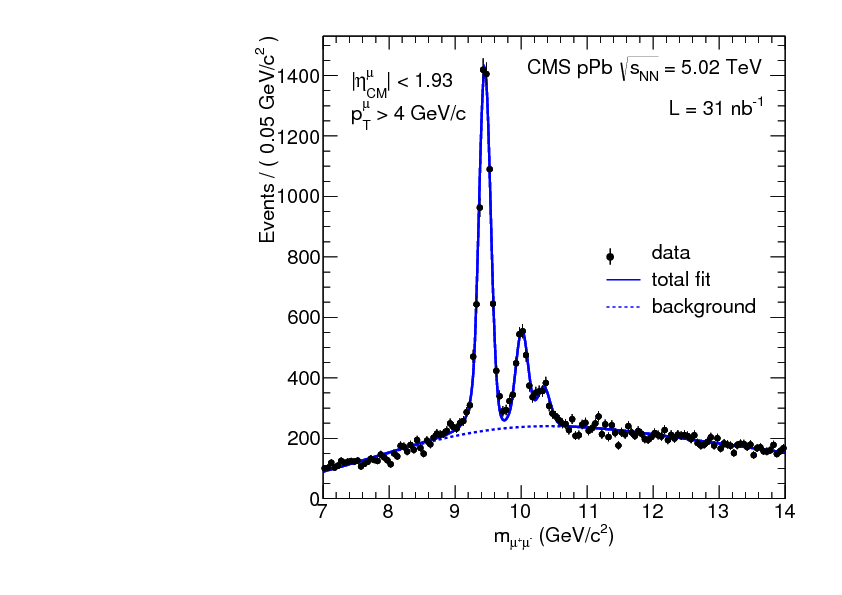 CMS pPb √s_NN = 5.02 TeV
|η^μ_CM| < 1.93
p^μ_T > 4 GeV/c
L = 31 nb⁻¹
data
total fit
background
Events / ( 0.05 GeV/c² )
1400
1200
1000
800
600
400
200
0
7 8 9 10 11 12 13 14
m_μ⁺μ⁻ (GeV/c²)